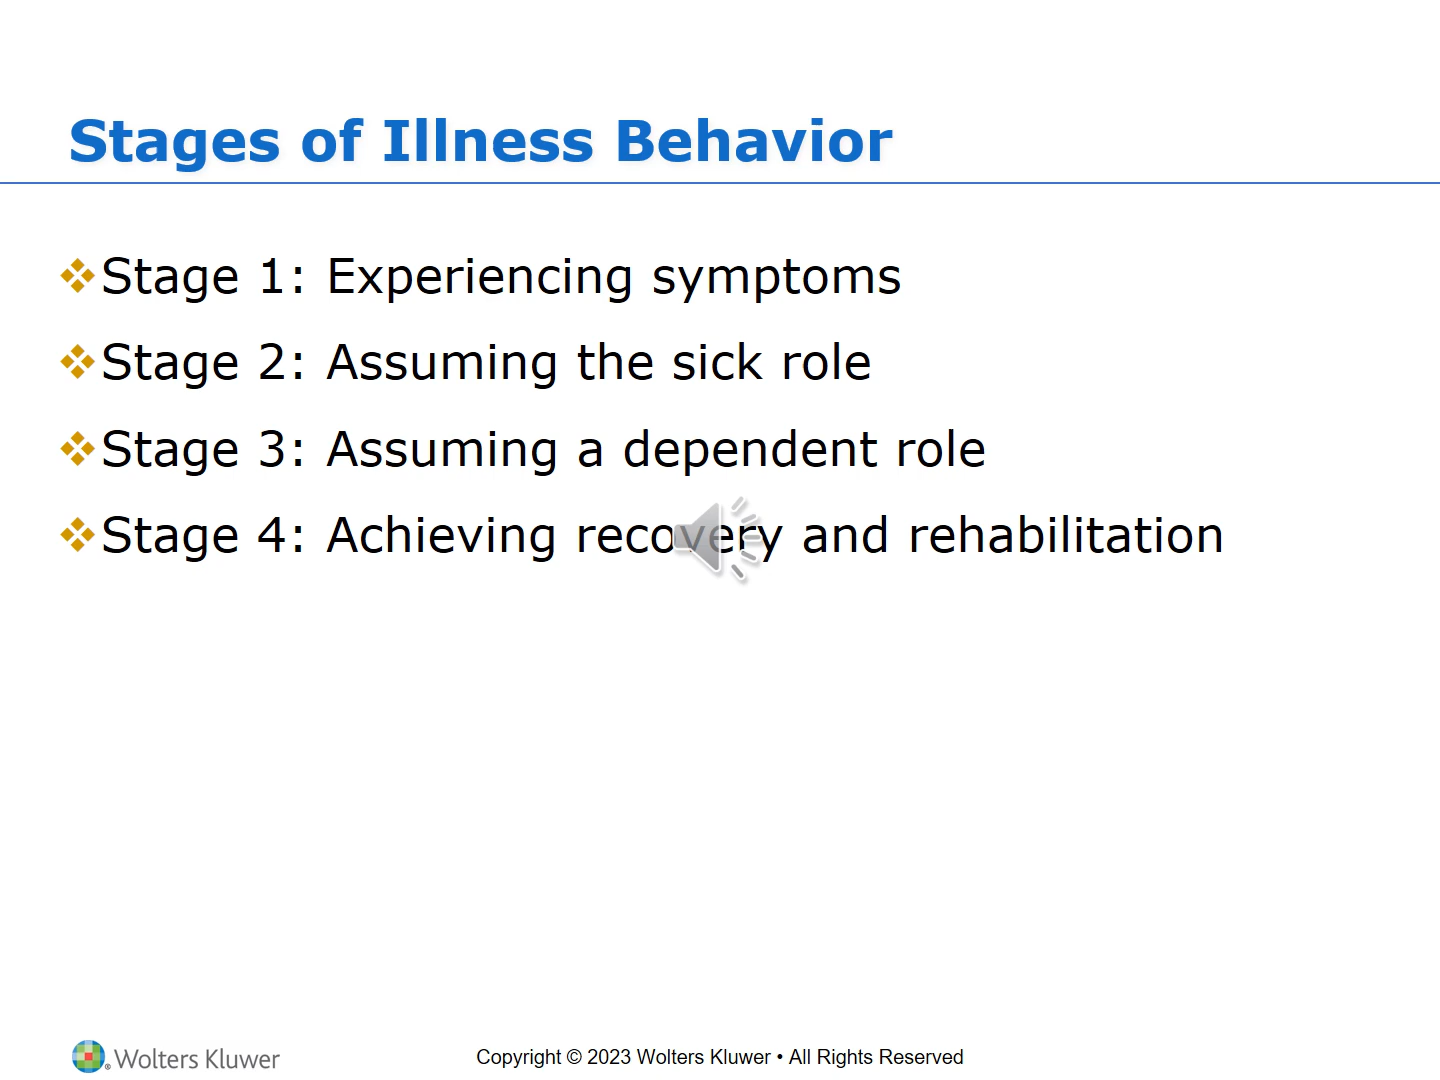 Stages of Illness Behavior
Stage 1: Experiencing symptoms
Stage 2: Assuming the sick role
Stage 3: Assuming a dependent role
Stage 4: Achieving recovery and rehabilitation
® Wolters Kluwer
Copyright © 2023 Wolters Kluwer • All Rights Reserved